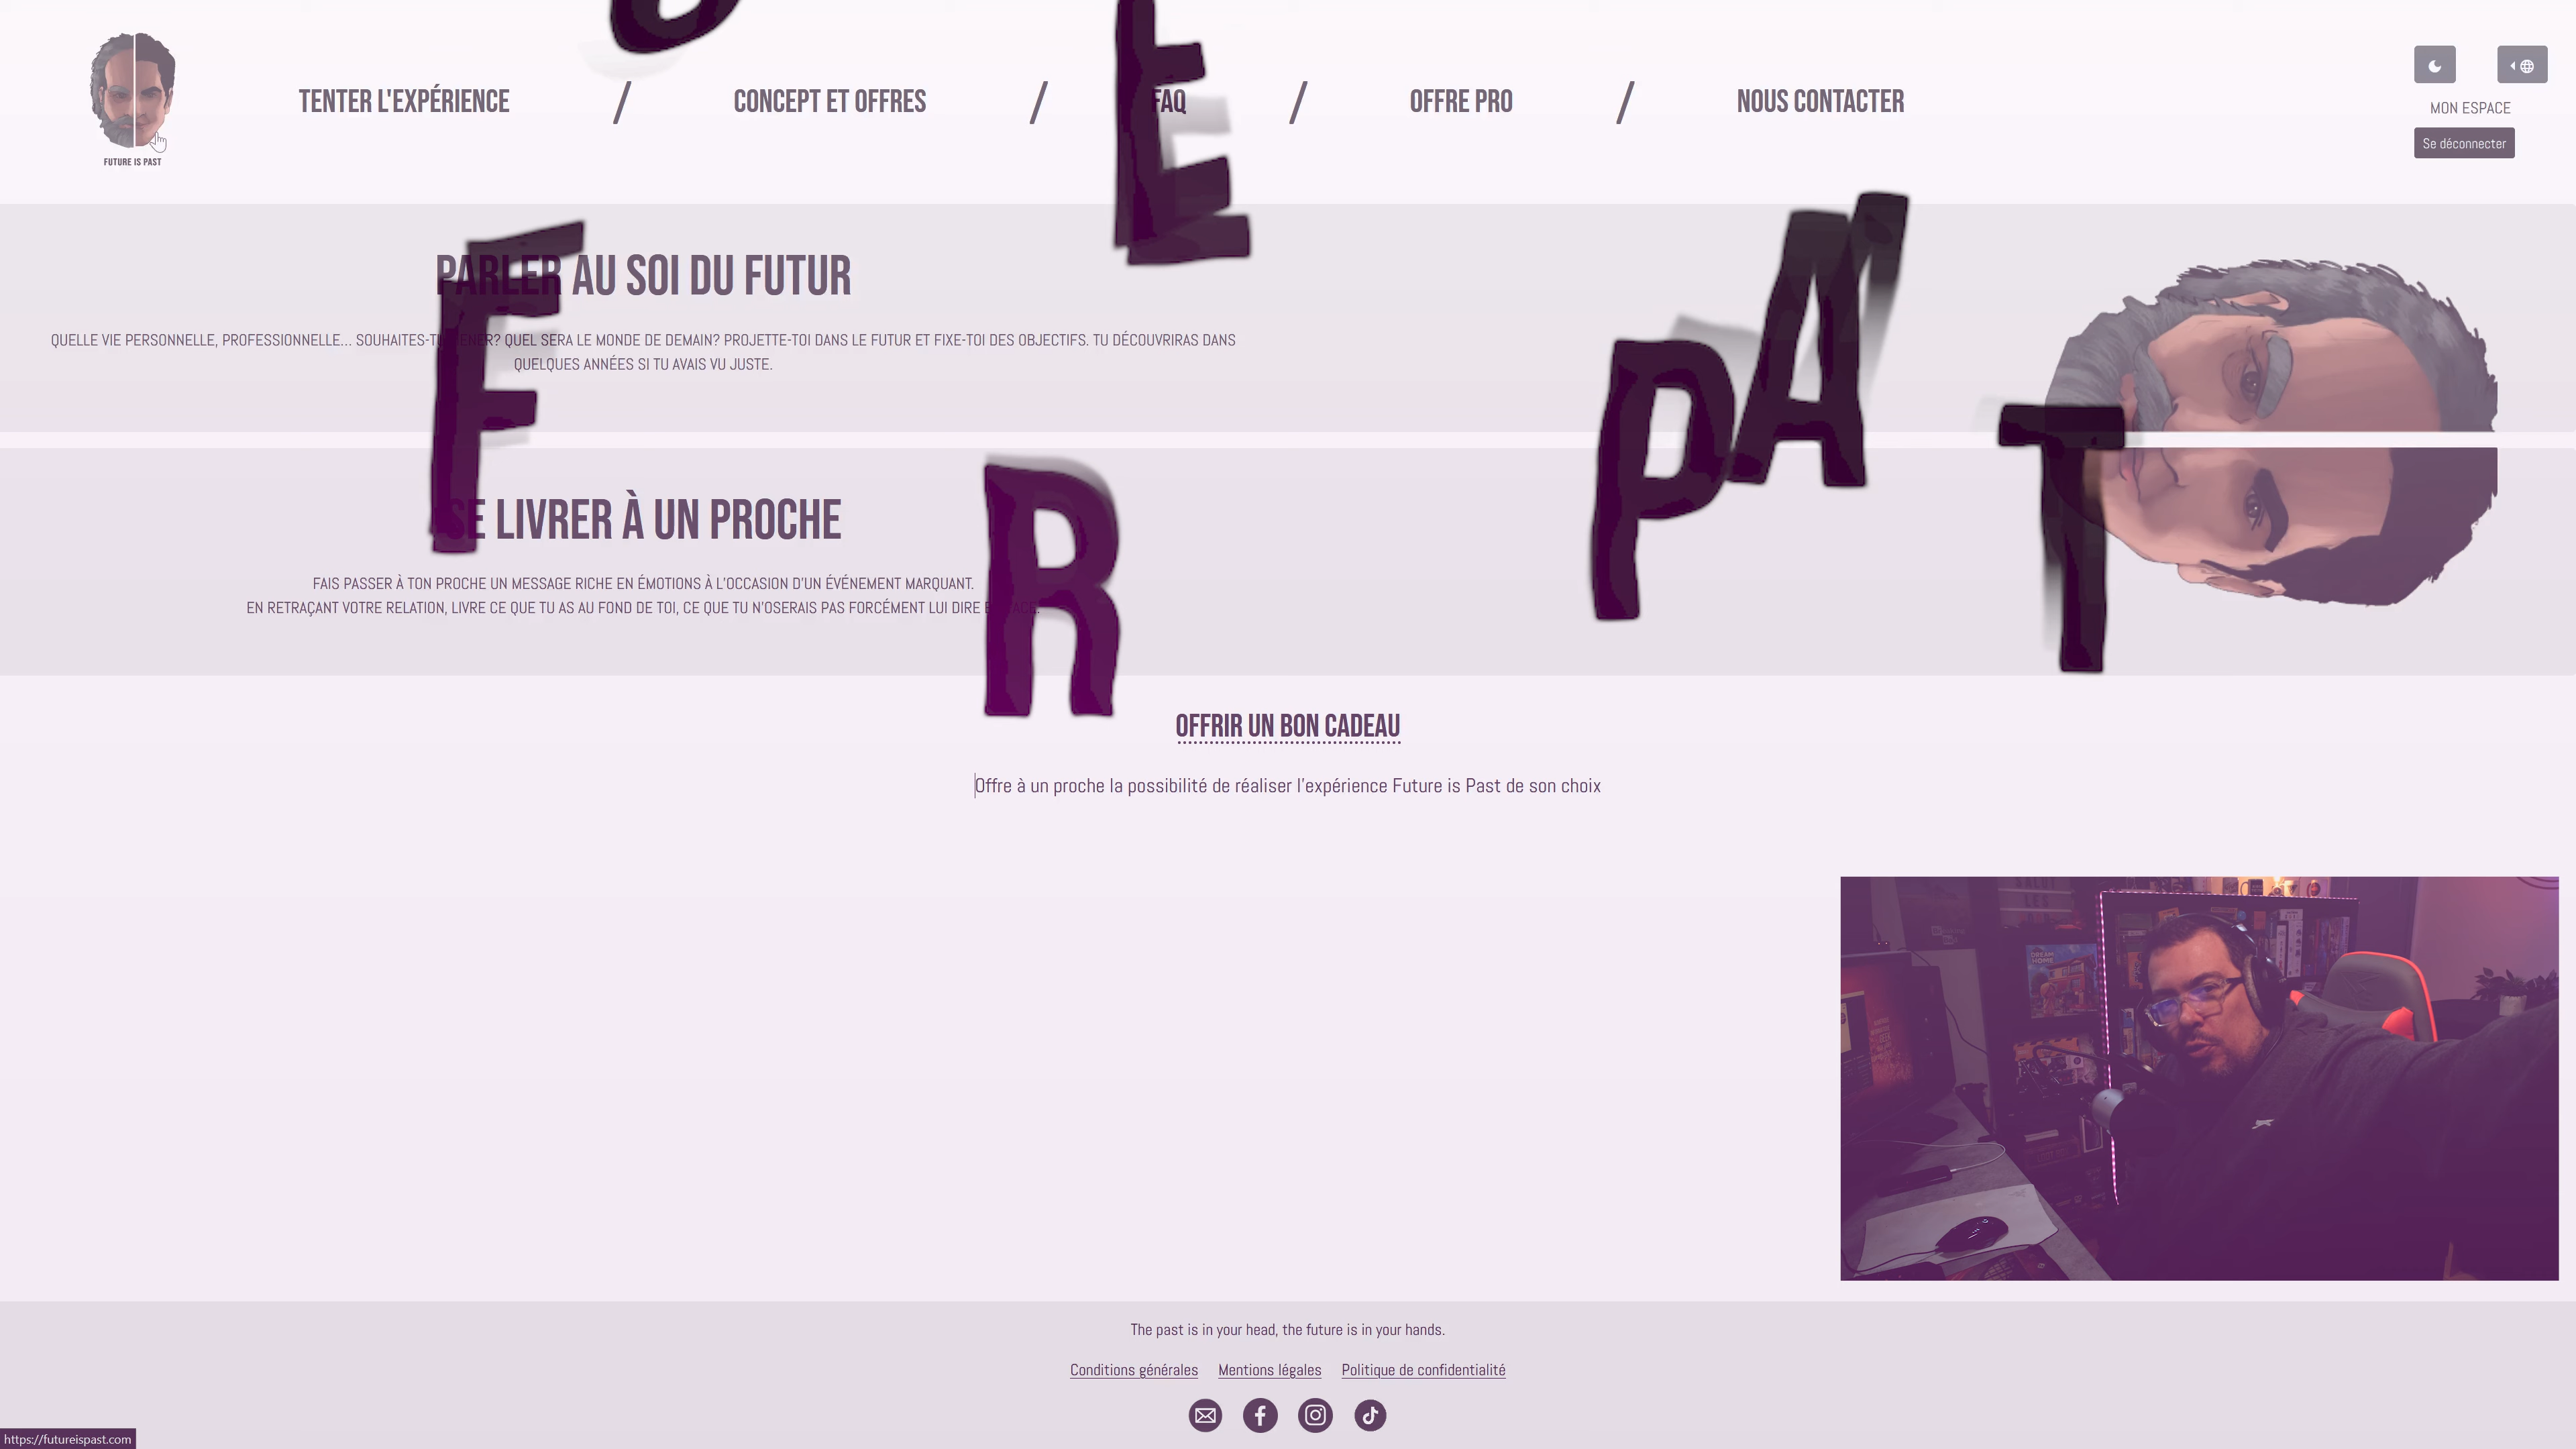 TENTER L'EXPÉRIENCE / CONCEPT ET OFFRES / FAQ / OFFRE PRO / NOUS CONTACTER
MON ESPACE
Se déconnecter
FUTURE IS PAST
E
F
R
P
A
T
PARLER AU SOI DU FUTUR
QUELLE VIE PERSONNELLE, PROFESSIONNELLE... SOUHAITES-TU MENER? QUEL SERA LE MONDE DE DEMAIN? PROJETTE-TOI DANS LE FUTUR ET FIXE-TOI DES OBJECTIFS. TU DÉCOUVRIRAS DANS
QUELQUES ANNÉES SI TU AVAIS VU JUSTE.
SE LIVRER À UN PROCHE
FAIS PASSER À TON PROCHE UN MESSAGE RICHE EN ÉMOTIONS À L'OCCASION D'UN ÉVÉNEMENT MARQUANT.
EN RETRAÇANT VOTRE RELATION, LIVRE CE QUE TU AS AU FOND DE TOI, CE QUE TU N'OSERAIS PAS FORCÉMENT LUI DIRE EN FACE.
OFFRIR UN BON CADEAU
Offre à un proche la possibilité de réaliser l'expérience Future is Past de son choix
DREAM
HOME
The past is in your head, the future is in your hands.
Conditions générales Mentions légales Politique de confidentialité
https://futureispast.com